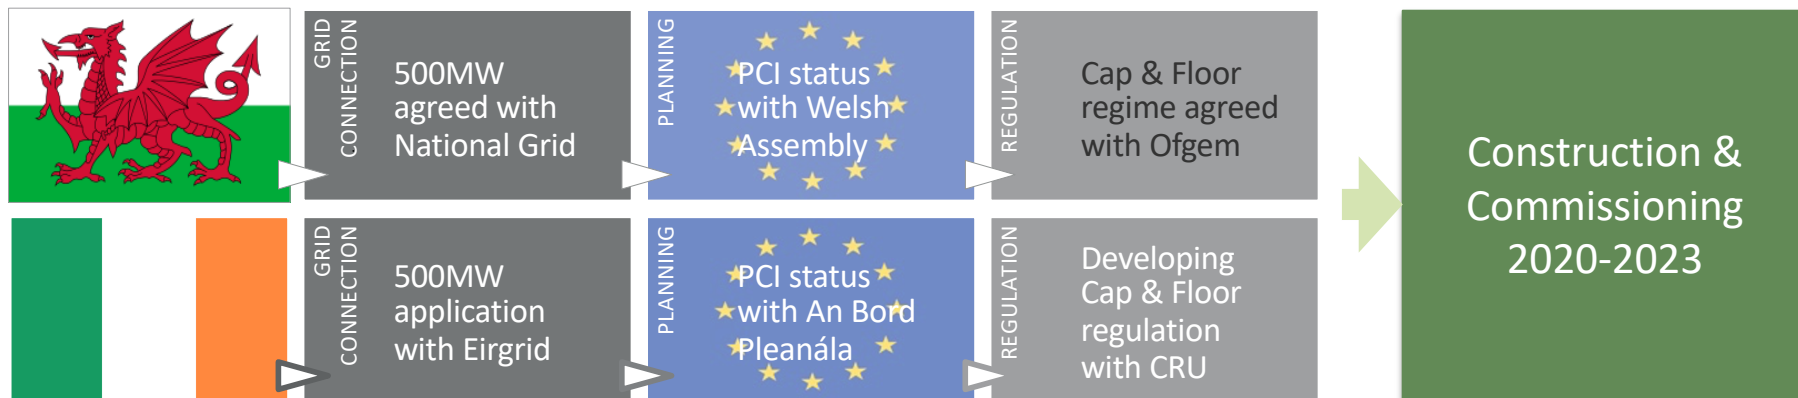 GRID
CONNECTION
500MW
agreed with
National Grid
PLANNING
PCI status
with Welsh
Assembly
REGULATION
Cap & Floor
regime agreed
with Ofgem
GRID
CONNECTION
500MW
application
with Eirgrid
PLANNING
PCI status
with An Bord
Pleanála
REGULATION
Developing
Cap & Floor
regulation
with CRU
Construction &
Commissioning
2020-2023